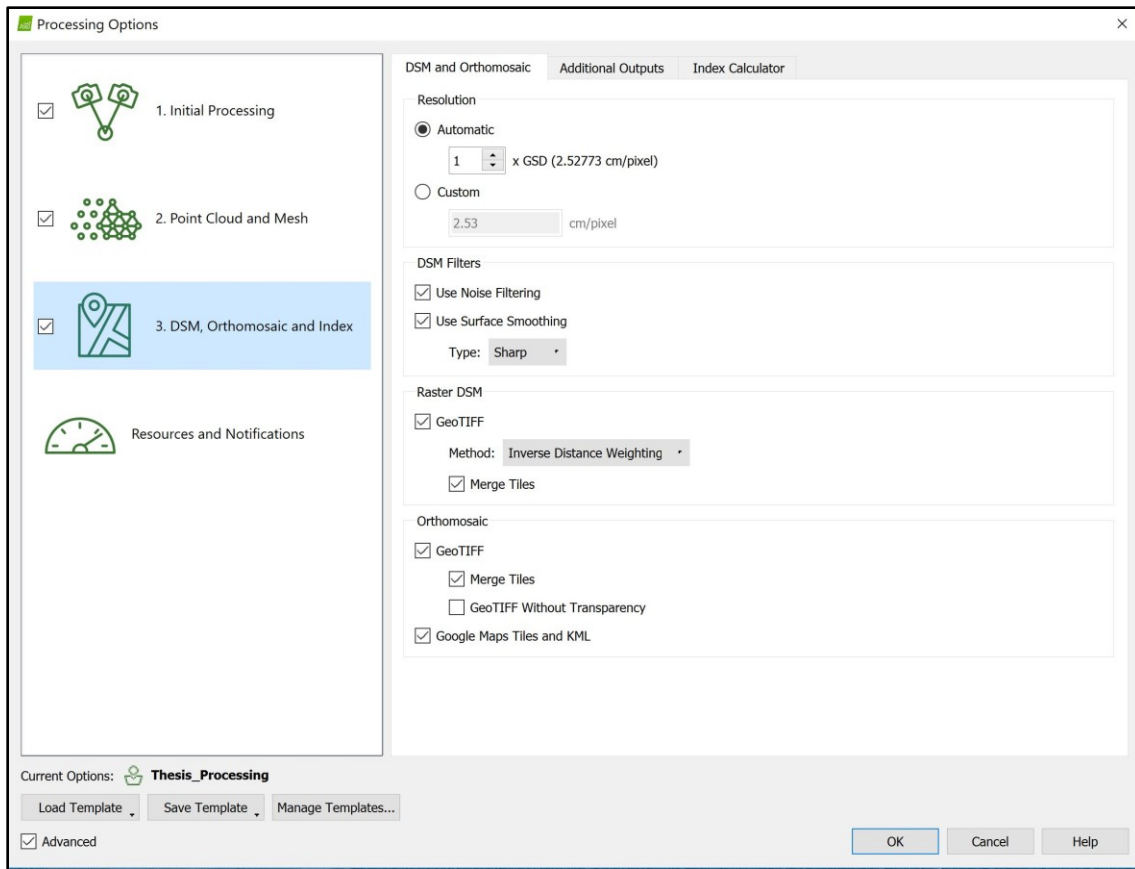 Processing Options
1. Initial Processing
2. Point Cloud and Mesh
3. DSM, Orthomosaic and Index
Resources and Notifications
DSM and Orthomosaic Additional Outputs Index Calculator
Resolution
Automatic
1 x GSD (2.52773 cm/pixel)
Custom
2.53 cm/pixel
DSM Filters
Use Noise Filtering
Use Surface Smoothing
Type: Sharp
Raster DSM
GeoTIFF
Method: Inverse Distance Weighting
Merge Tiles
Orthomosaic
GeoTIFF
Merge Tiles
GeoTIFF Without Transparency
Google Maps Tiles and KML
Current Options: Thesis_Processing
Load Template Save Template Manage Templates...
Advanced
OK Cancel Help